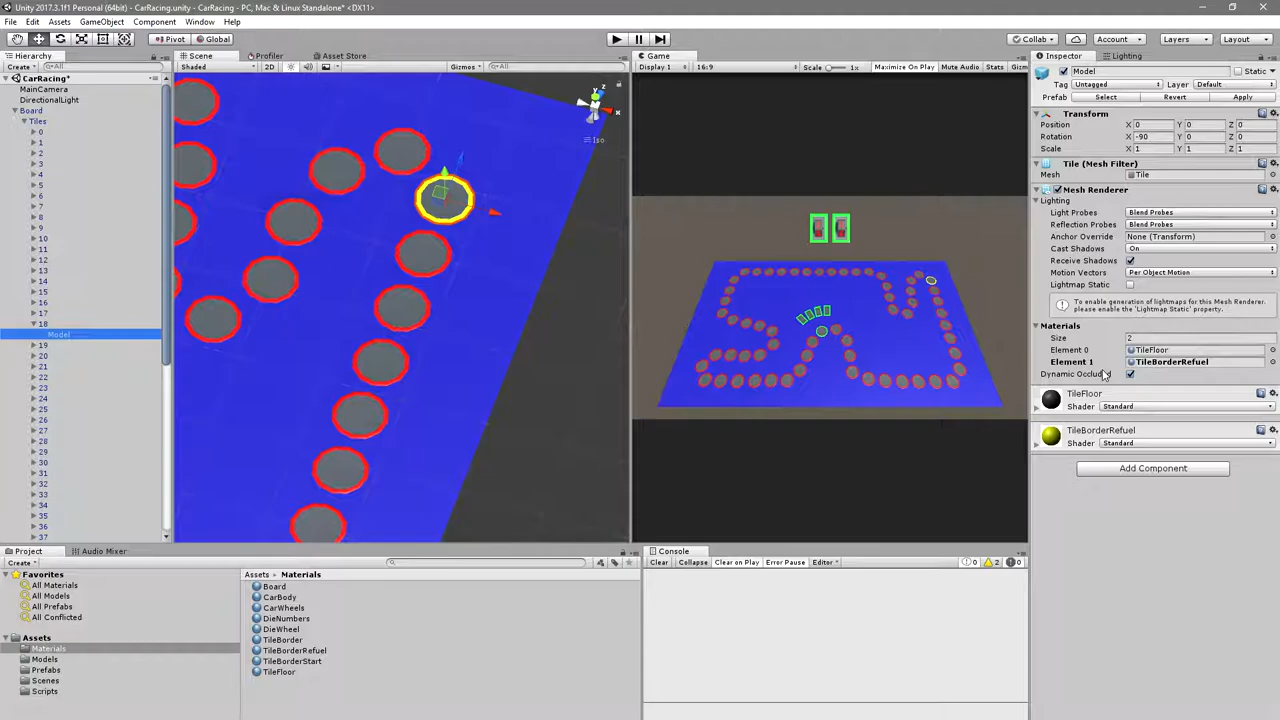 Unity 2017.3.1f1 Personal (64bit) - CarRacing.unity - CarRacing - PC, Mac & Linux Standalone* <DX11>
File Edit Assets GameObject Component Window Help
Pivot Global
Collab Account Layers Layout
Hierarchy
Create All
CarRacing*
MainCamera
DirectionalLight
Board
Tiles
0
1
2
3
4
5
6
7
8
9
10
11
12
13
14
15
16
17
18
Model
19
20
21
22
23
24
25
26
27
28
29
30
31
32
33
34
35
36
37
Scene Profiler Asset Store
Shaded 2D Gizmos All
y z x
Iso
Game
Display 1 16:9 Scale 1x Maximize On Play Mute Audio Stats Gizm
Inspector Lighting
Model Static
Tag Untagged Layer Default
Prefab Select Revert Apply
Transform
Position X 0 Y 0 Z 0
Rotation X -90 Y 0 Z 0
Scale X 1 Y 1 Z 1
Tile (Mesh Filter)
Mesh Tile
Mesh Renderer
Lighting
Light Probes Blend Probes
Reflection Probes Blend Probes
Anchor Override None (Transform)
Cast Shadows On
Receive Shadows
Motion Vectors Per Object Motion
Lightmap Static
To enable generation of lightmaps for this Mesh Renderer, please enable the 'Lightmap Static' property.
Materials
Size 2
Element 0 TileFloor
Element 1 TileBorderRefuel
Dynamic Occluded
TileFloor
Shader Standard
TileBorderRefuel
Shader Standard
Add Component
Project Audio Mixer
Create
Favorites
All Materials
All Models
All Prefabs
All Conflicted
Assets
Materials
Models
Prefabs
Scenes
Scripts
Assets Materials
Board
CarBody
CarWheels
DieNumbers
DieWheel
TileBorder
TileBorderRefuel
TileBorderStart
TileFloor
Console
Clear Collapse Clear on Play Error Pause Editor 0 2 0